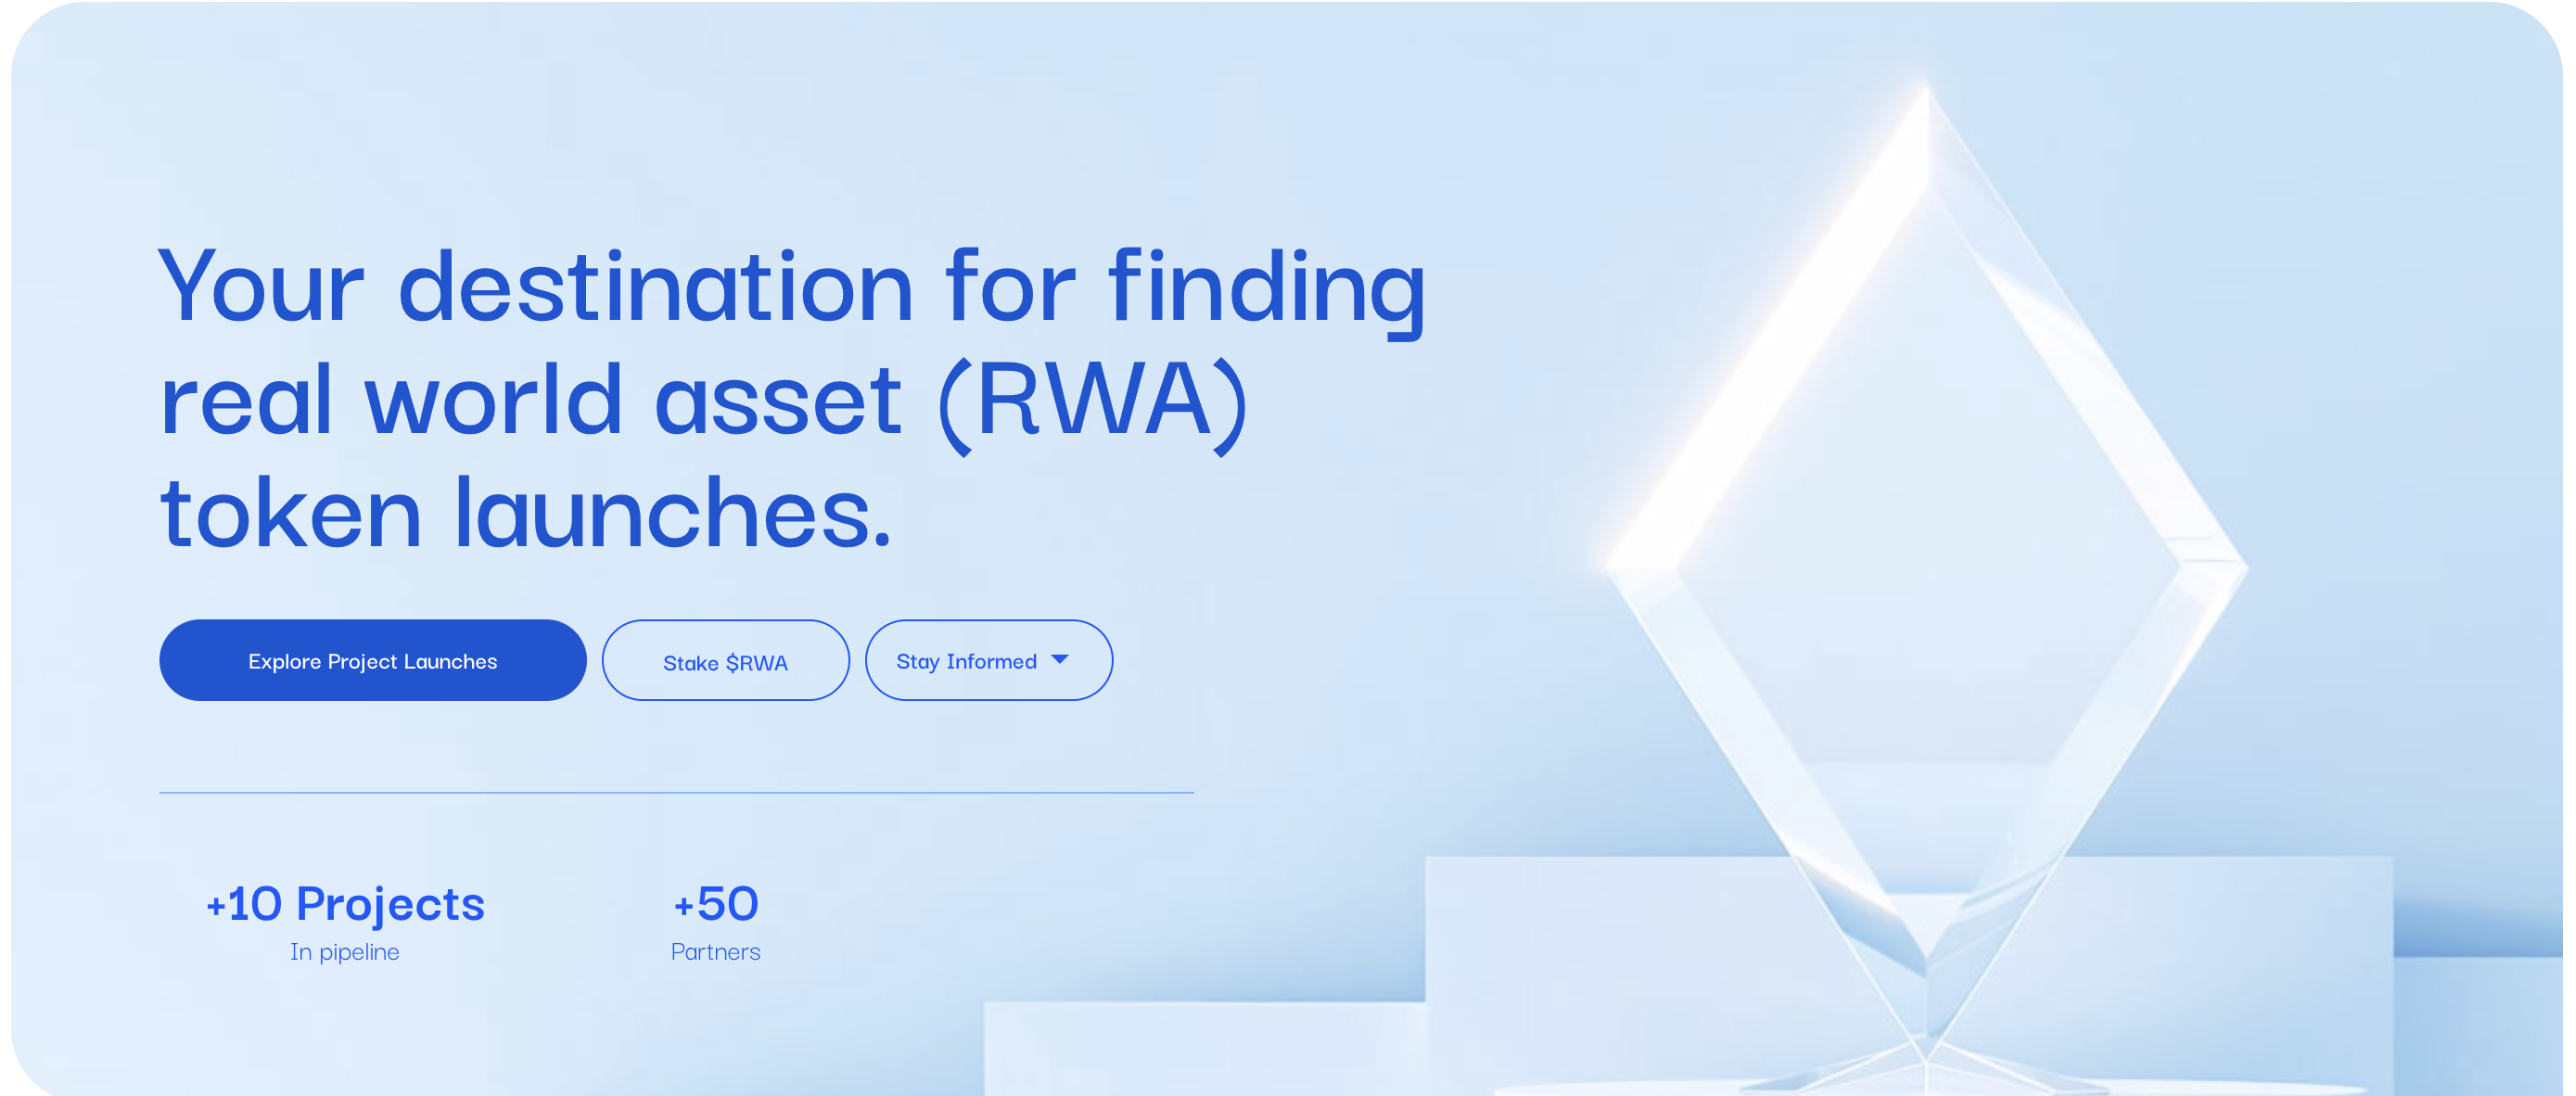 Your destination for finding
real world asset (RWA)
token launches.
Explore Project Launches
Stake $RWA
Stay Informed
+10 Projects
In pipeline
+50
Partners